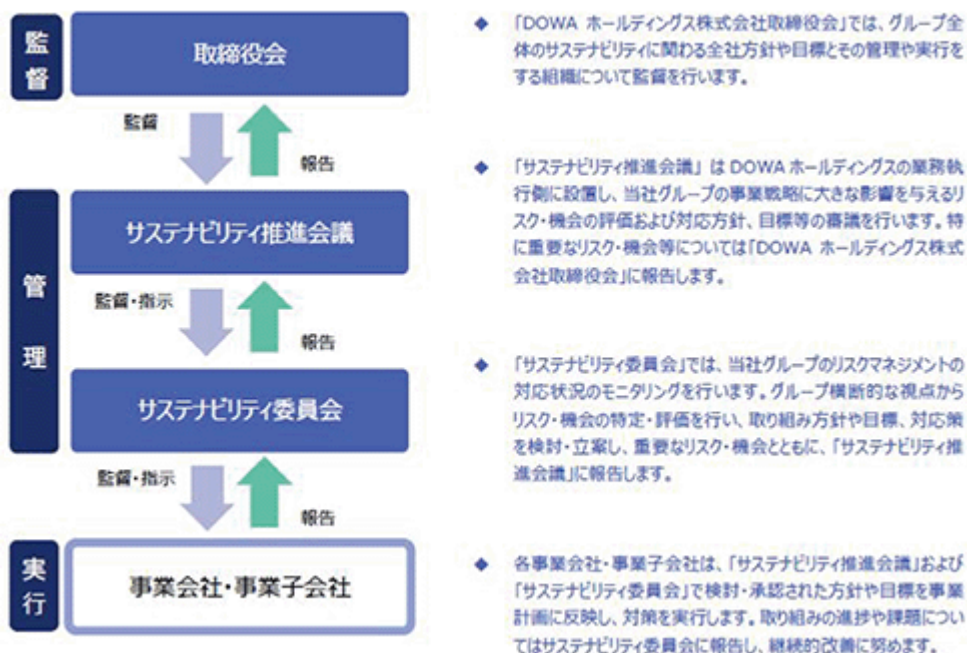 監督
取締役会
◆ 「DOWA ホールディングス株式会社取締役会」では、グループ全
体のサステナビリティに関わる全社方針や目標とその管理や実行を
する組織について監督を行います。
監督
報告
管理
サステナビリティ推進会議
◆ 「サステナビリティ推進会議」は DOWA ホールディングスの業務執
行側に設置し、当社グループの事業戦略に大きな影響を与えるリ
スク・機会の評価および対応方針、目標等の審議を行います。特
に重要なリスク・機会等については「DOWA ホールディングス株式
会社取締役会」に報告します。
監督・指示
報告
サステナビリティ委員会
◆ 「サステナビリティ委員会」では、当社グループのリスクマネジメントの
対応状況のモニタリングを行います。グループ横断的な視点から
リスク・機会の特定・評価を行い、取り組み方針や目標、対応策
を検討・立案し、重要なリスク・機会とともに、「サステナビリティ推
進会議」に報告します。
監督・指示
報告
実行
事業会社・事業子会社
◆ 各事業会社・事業子会社は、「サステナビリティ推進会議」および
「サステナビリティ委員会」で検討・承認された方針や目標を事業
計画に反映し、対策を実行します。取り組みの進捗や課題につい
てはサステナビリティ委員会に報告し、継続的改善に努めます。